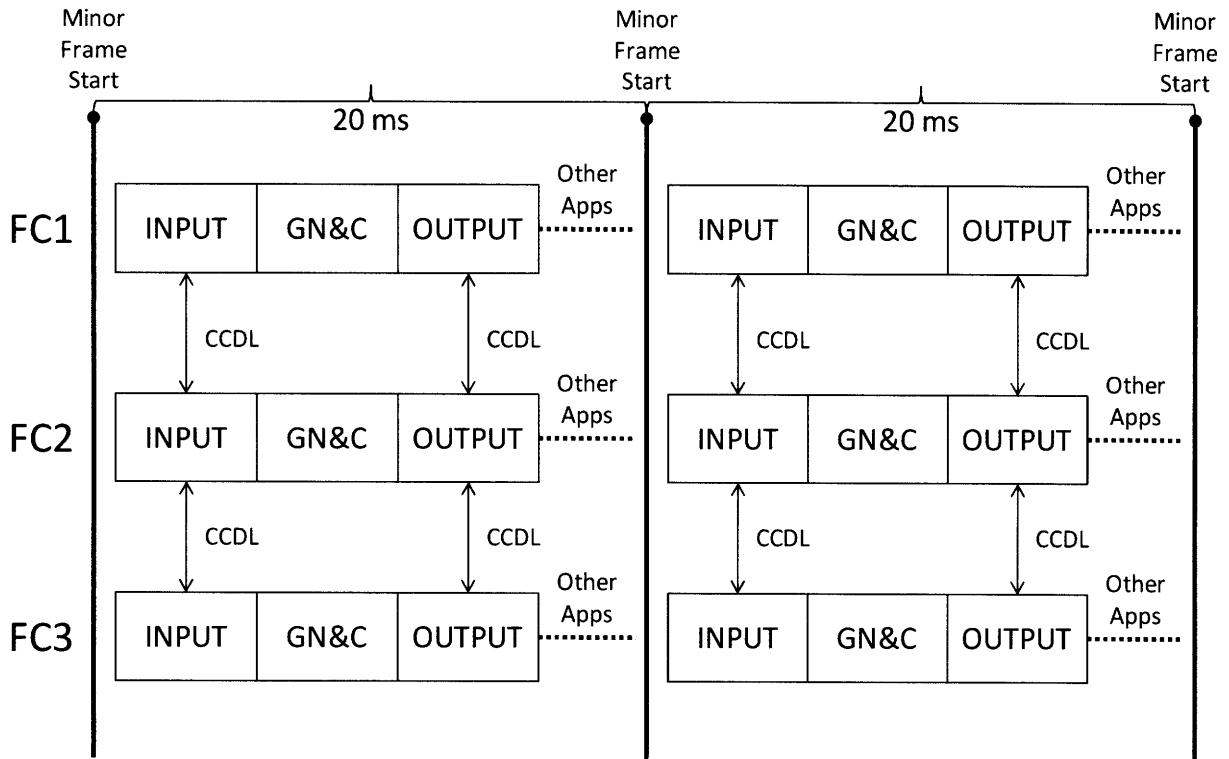 Minor
Frame
Start
Minor
Frame
Start
Minor
Frame
Start
20 ms
20 ms
FC1
INPUT
GN&C
OUTPUT
Other
Apps
INPUT
GN&C
OUTPUT
Other
Apps
CCDL
CCDL
CCDL
CCDL
FC2
INPUT
GN&C
OUTPUT
Other
Apps
INPUT
GN&C
OUTPUT
Other
Apps
CCDL
CCDL
CCDL
CCDL
FC3
INPUT
GN&C
OUTPUT
Other
Apps
INPUT
GN&C
OUTPUT
Other
Apps